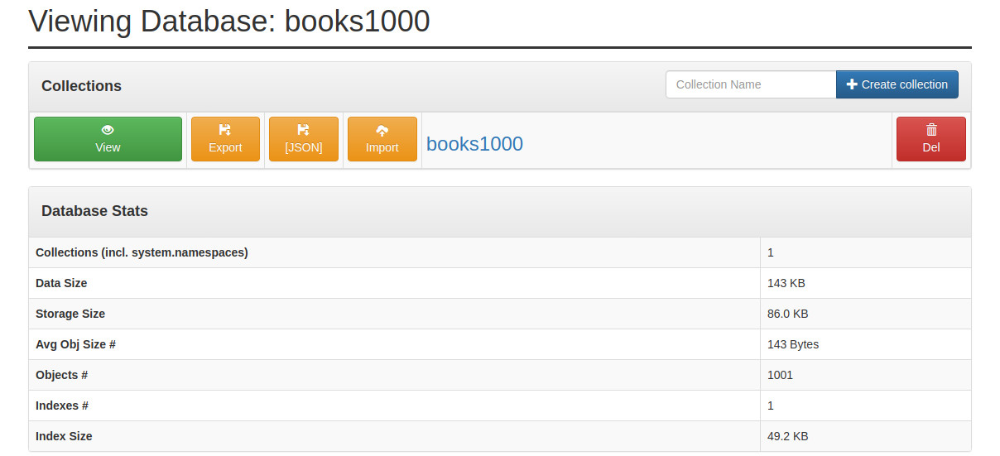 Viewing Database: books1000
Collections
Collection Name
Create collection
View
Export
[JSON]
Import
books1000
Del
Database Stats
Collections (incl. system.namespaces) 1
Data Size 143 KB
Storage Size 86.0 KB
Avg Obj Size # 143 Bytes
Objects # 1001
Indexes # 1
Index Size 49.2 KB